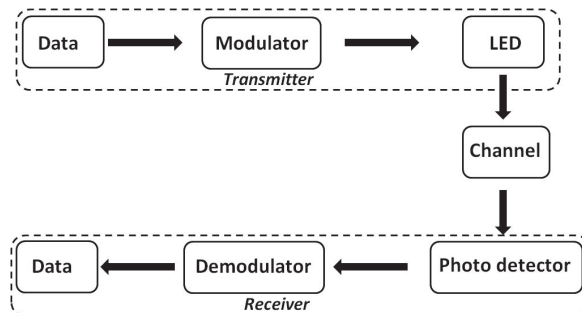 Data
Modulator
LED
Transmitter
Channel
Data
Demodulator
Photo detector
Receiver